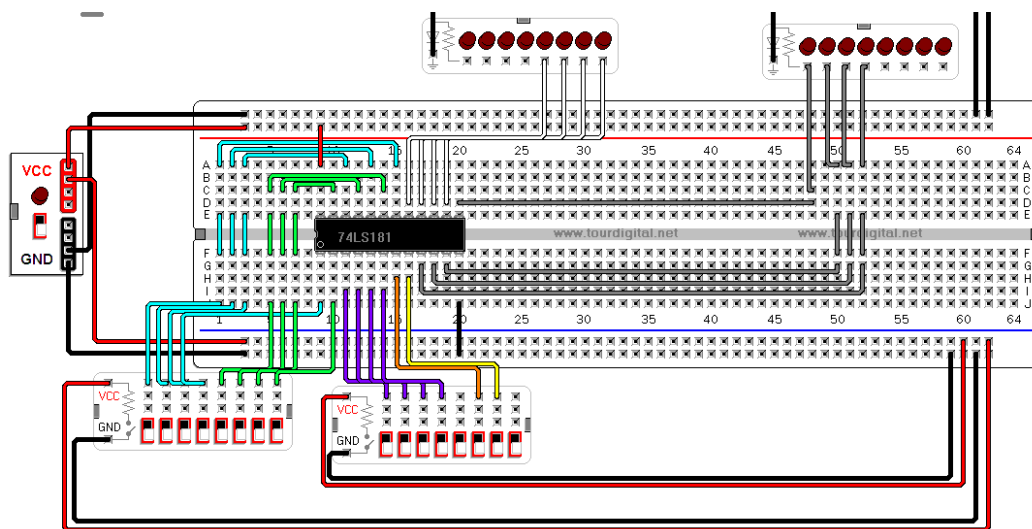 VCC
GND
15 20 25 30 35 40 45 50 55 60 64
A A
B B
C C
D D
E E
74LS181
www.tourdigital.net www.tourdigital.net
F F
G G
H H
I I
J
1 10 15 20 25 30 35 40 45 50 55 60 64
VCC
GND
VCC
GND